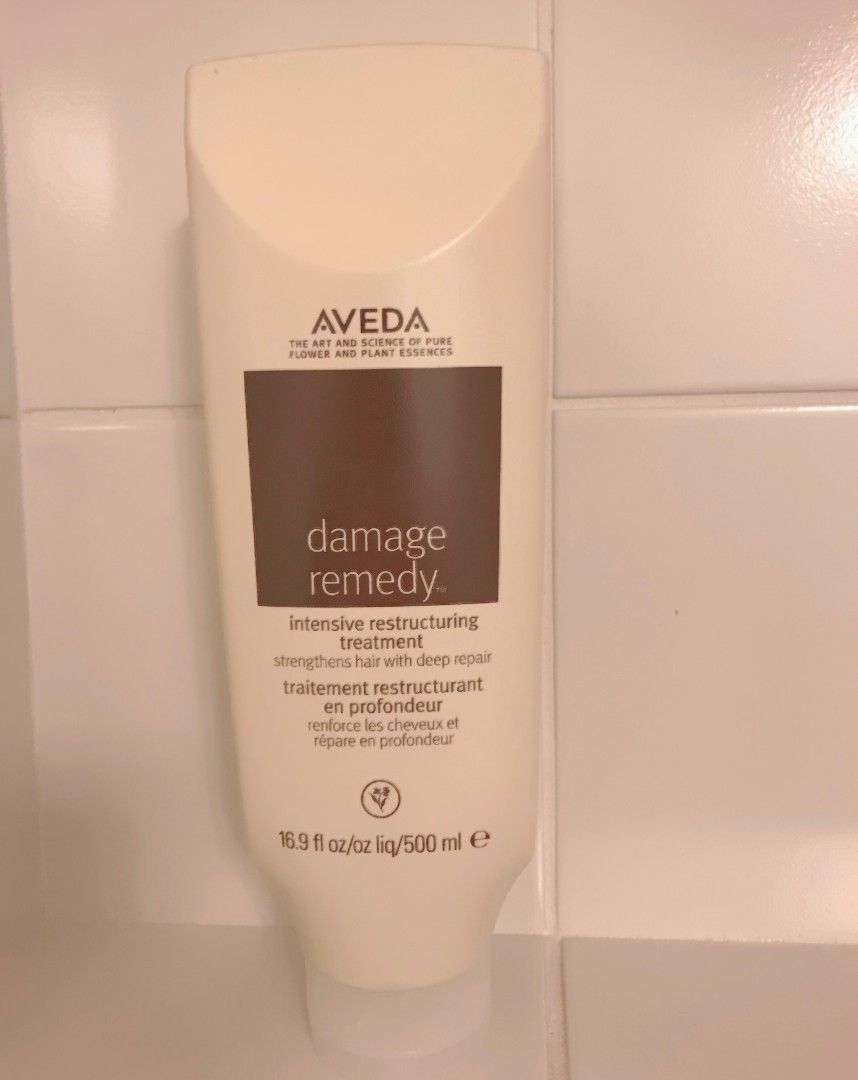 AVEDA
THE ART AND SCIENCE OF PURE
FLOWER AND PLANT ESSENCES
damage
remedy™
intensive restructuring
treatment
strengthens hair with deep repair
traitement restructurant
en profondeur
renforce les cheveux et
répare en profondeur
16.9 fl oz/oz liq/500 ml ℮